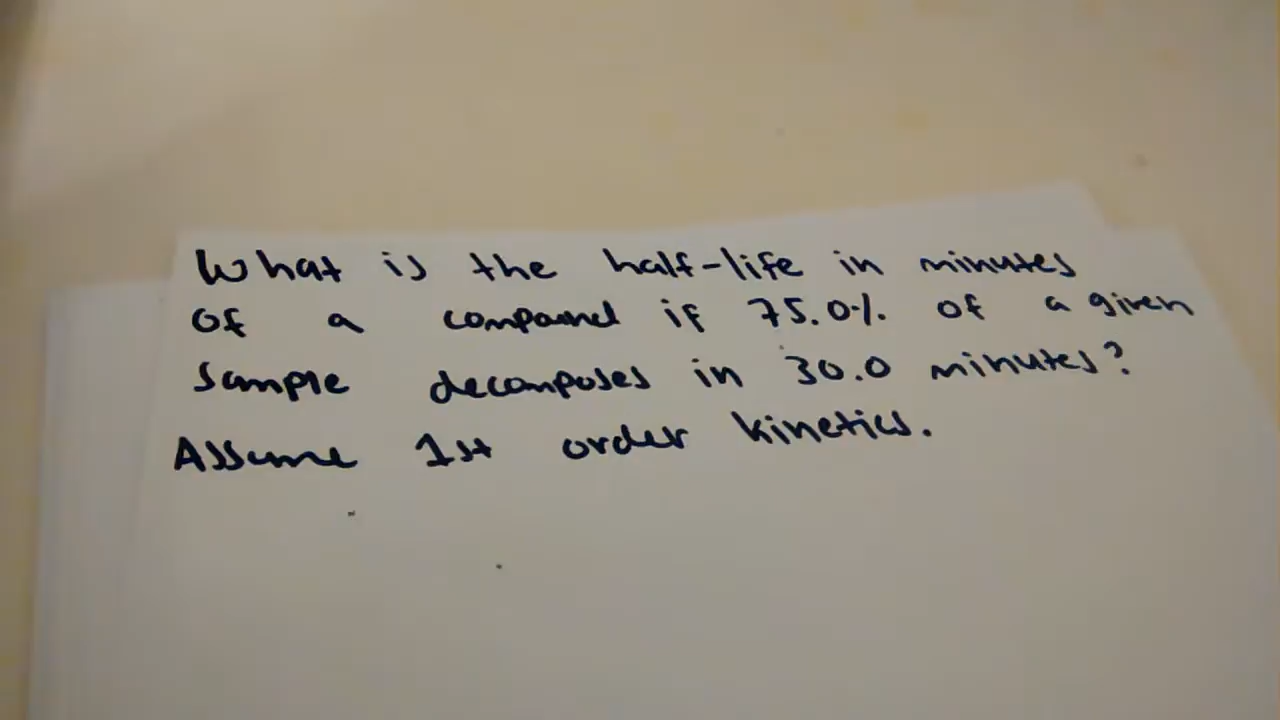 What is the half-life in minutes
of a compound if 75.0% of a given
sample decomposes in 30.0 minutes?
Assume 1st order kinetics.